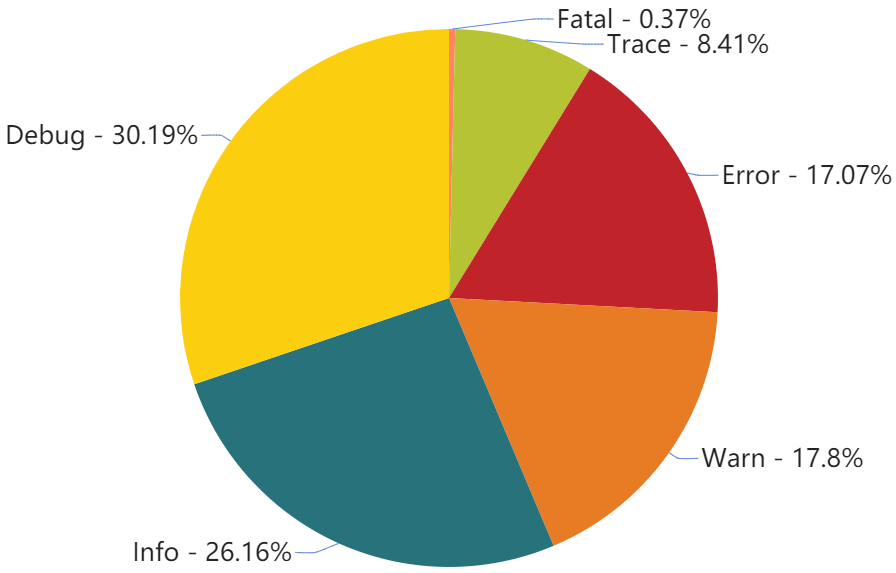 Fatal - 0.37%
Trace - 8.41%
Debug - 30.19%
Error - 17.07%
Warn - 17.8%
Info - 26.16%